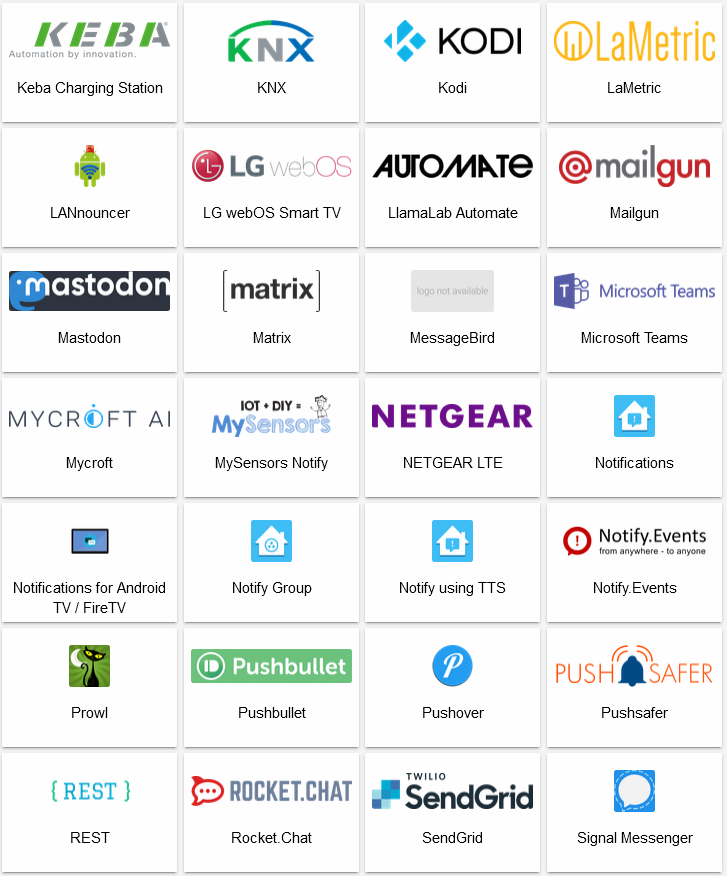 KEBA®
Automation by innovation.
Keba Charging Station
KNX
KNX
KODI
Kodi
LaMetric
LaMetric
LANnouncer
LG webOS
LG webOS Smart TV
AUTOMATE
LlamaLab Automate
@mailgun
Mailgun
mastodon
Mastodon
[matrix]
Matrix
logo not available
MessageBird
T
Microsoft Teams
Microsoft Teams
MYCROFT AI
Mycroft
IOT + DIY =
MySensors
MySensors Notify
NETGEAR
NETGEAR LTE
Notifications
Notifications for Android
TV / FireTV
Notify Group
Notify using TTS
Notify.Events
from anywhere - to anyone
Notify.Events
Prowl
Pushbullet
Pushbullet
P
Pushover
PUSH SAFER
Pushsafer
{ REST }
REST
ROCKET.CHAT
Rocket.Chat
TWILIO
SendGrid
SendGrid
Signal Messenger